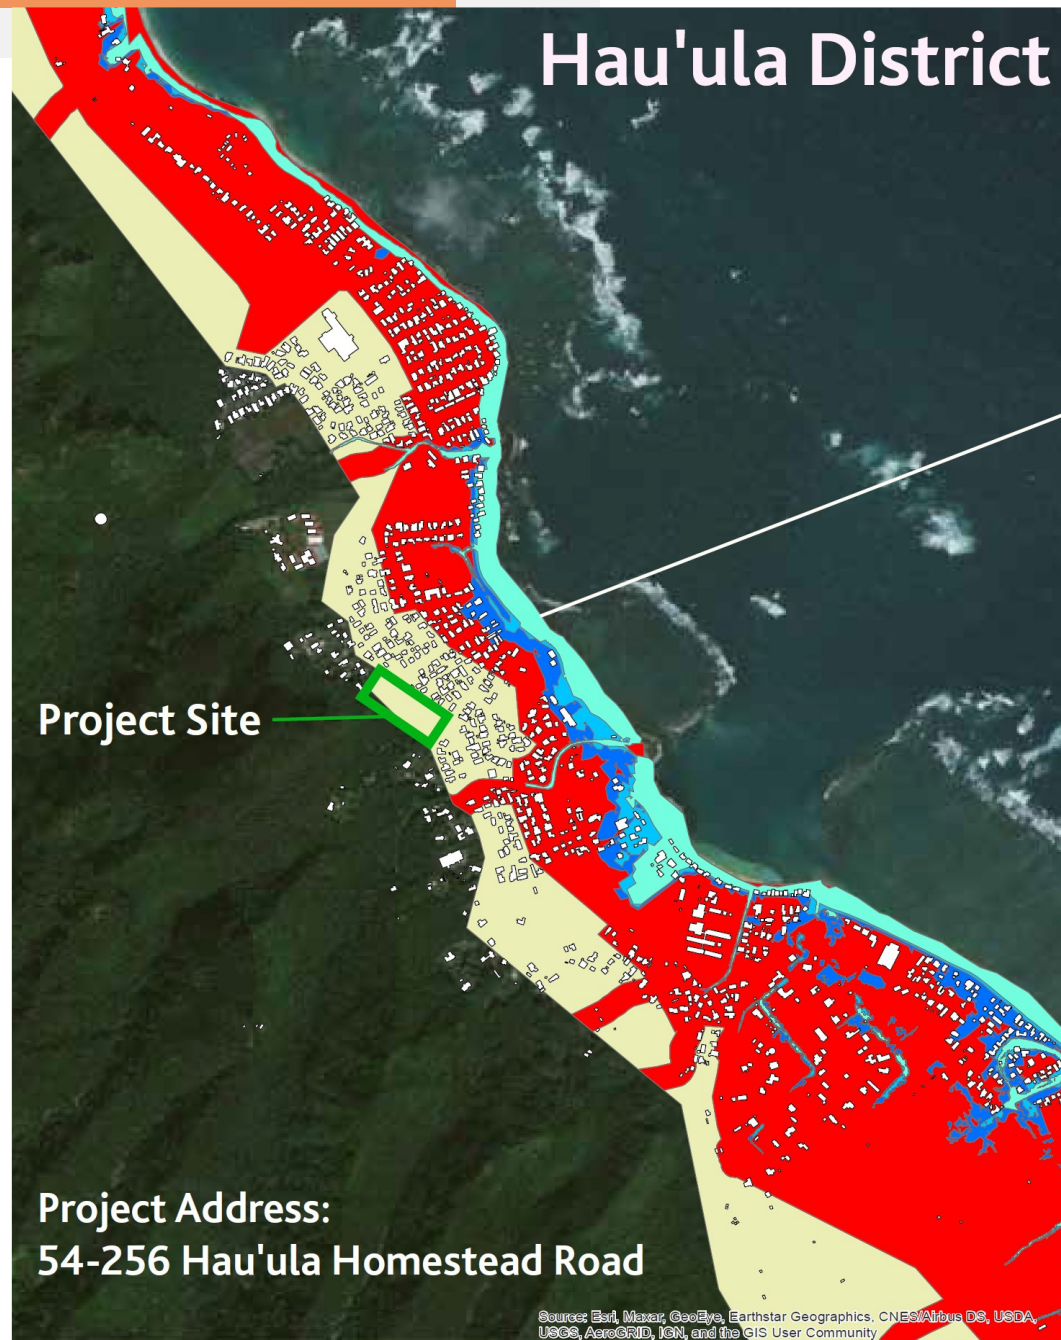 Hau'ula District
Project Site
Project Address:
54-256 Hau'ula Homestead Road
Source: Esri, Maxar, GeoEye, Earthstar Geographics, CNES/Airbus DS, USDA,
USGS, AeroGRID, IGN, and the GIS User Community